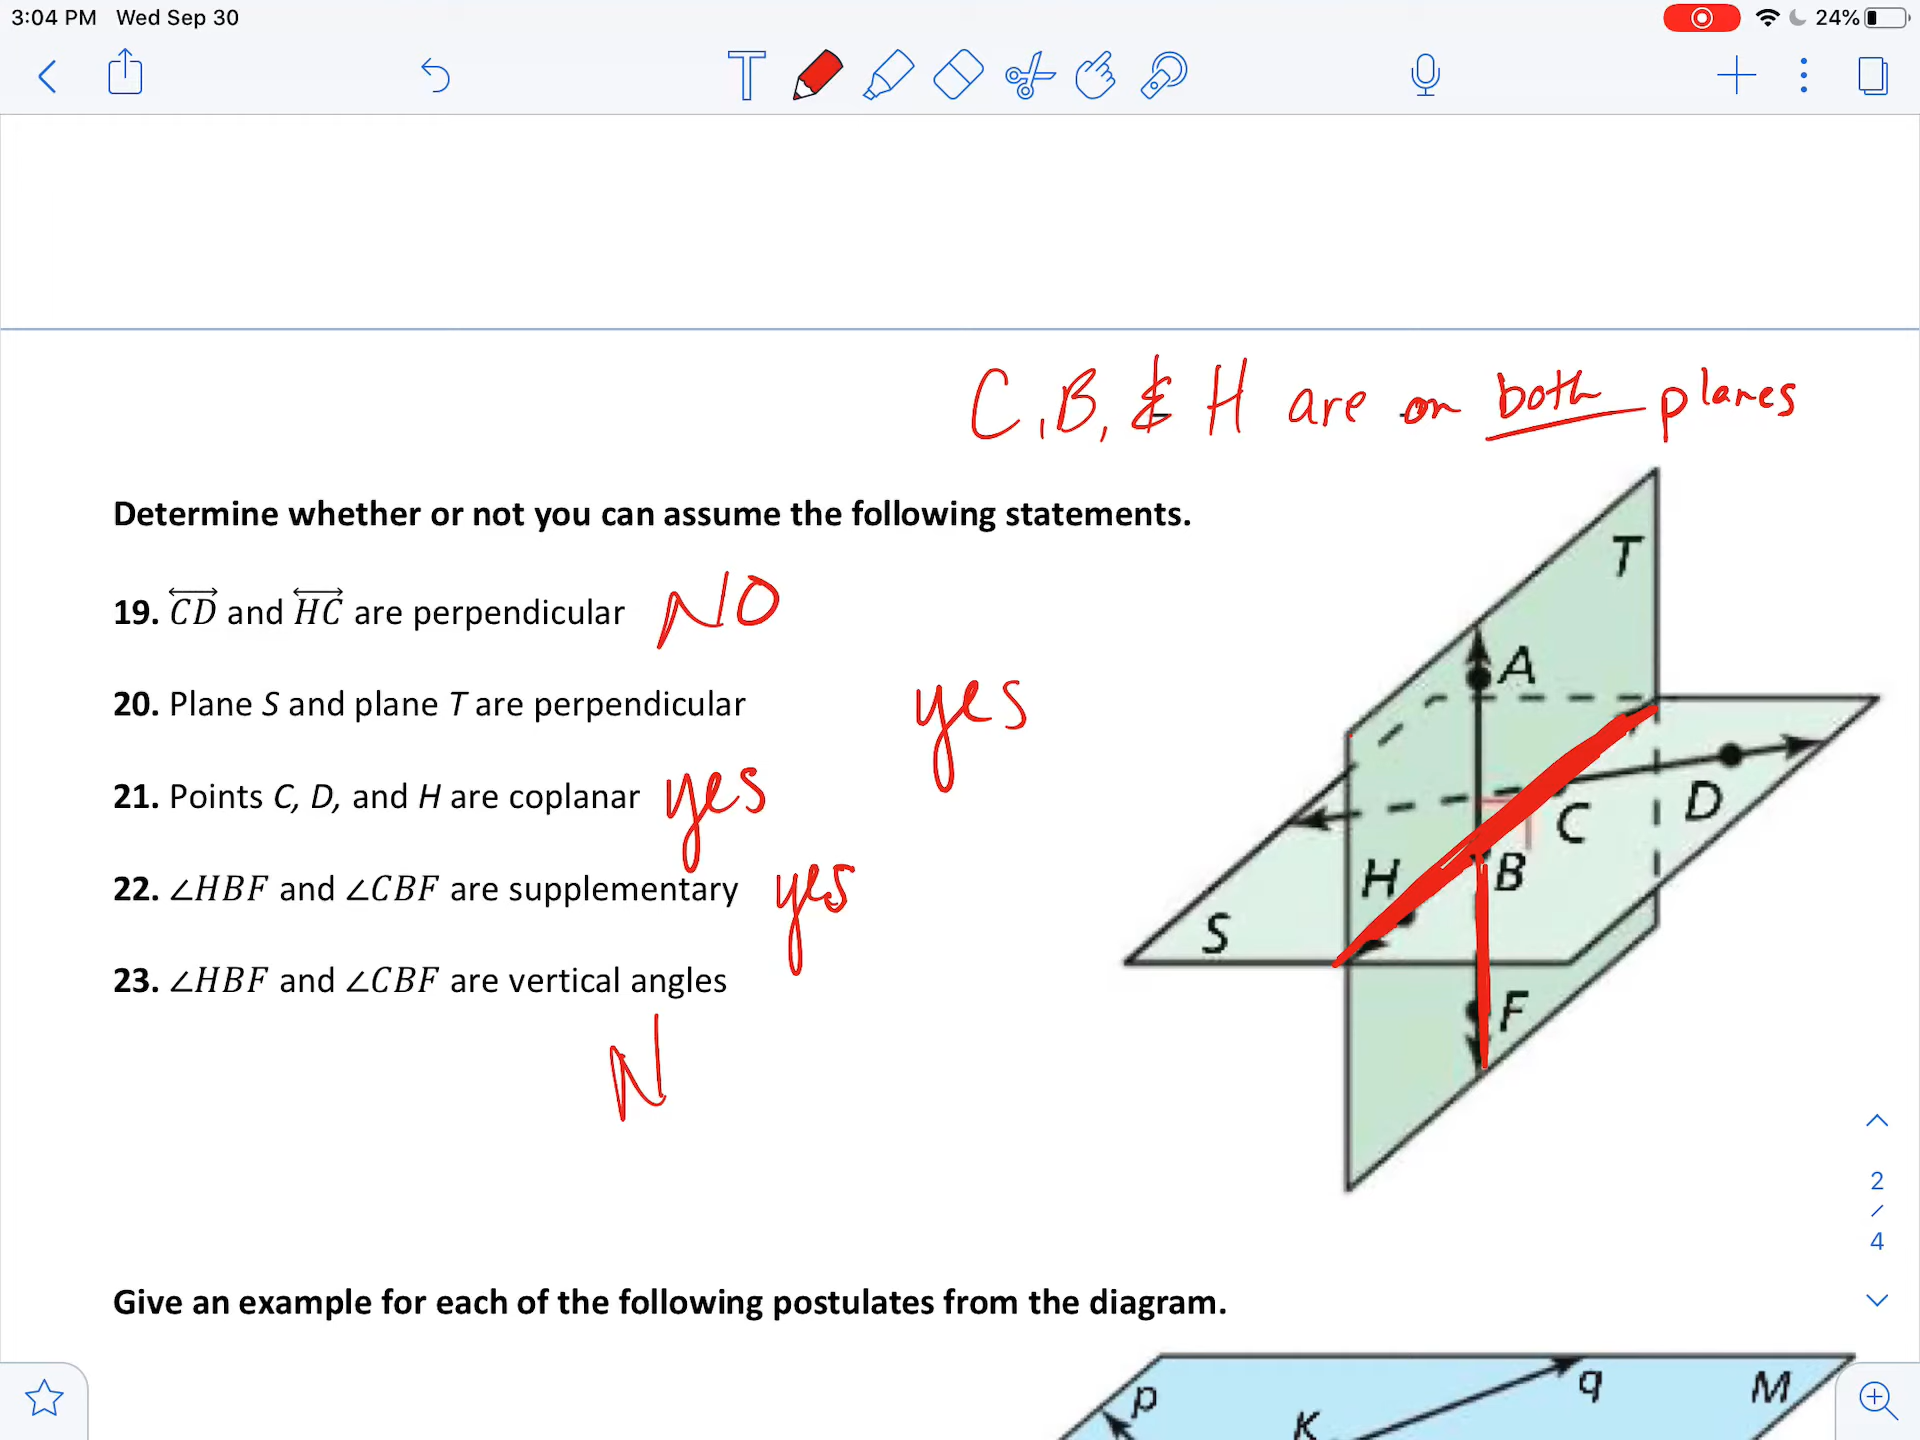 3:04 PM Wed Sep 30
24%
C, B, & H are on both planes
Determine whether or not you can assume the following statements.
19. CD and HC are perpendicular NO
20. Plane S and plane T are perpendicular yes
21. Points C, D, and H are coplanar yes
22. ∠HBF and ∠CBF are supplementary yes
23. ∠HBF and ∠CBF are vertical angles
N
T
A
D
C
H
B
S
F
2
/
4
Give an example for each of the following postulates from the diagram.
p
q
M
K